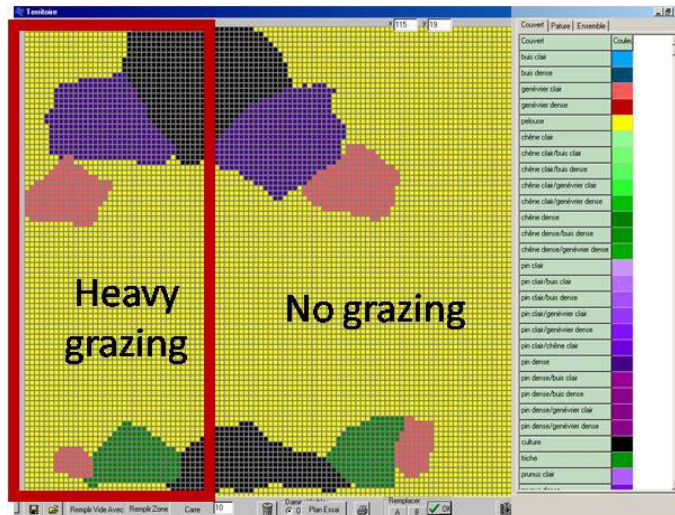 Territoire
x 115 y 19
Couvert Pature Ensemble
Couvert Coule
buis clair
buis dense
genévrier clair
genévrier dense
pelouse
chêne clair
chêne clair/buis clair
chêne clair/buis dense
chêne clair/genévrier clair
chêne clair/genévrier dense
chêne dense
chêne dense/buis dense
chêne dense/genévrier dense
pin clair
pin clair/buis clair
pin clair/buis dense
pin clair/genévrier clair
pin clair/genévrier dense
pin clair/chêne clair
pin dense
pin dense/buis clair
pin dense/buis dense
pin dense/genévrier clair
pin dense/genévrier dense
culture
friche
prunus clair
Heavy
grazing
No grazing
Remplir Vide Avec Remplir Zone Carre 10
Plan Essai
Remplacer
A B OK